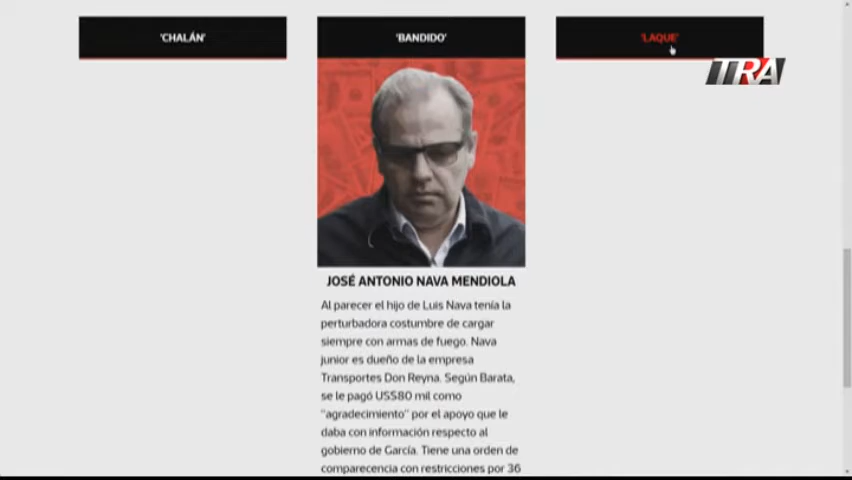 'CHALÁN'
'BANDIDO'
'LAQUE'
TRA
JOSÉ ANTONIO NAVA MENDIOLA
Al parecer el hijo de Luis Nava tenía la
perturbadora costumbre de cargar
siempre con armas de fuego. Nava
junior es dueño de la empresa
Transportes Don Reyna. Según Barata,
se le pagó US$80 mil como
"agradecimiento" por el apoyo que le
daba con información respecto al
gobierno de García. Tiene una orden de
comparecencia con restricciones por 36